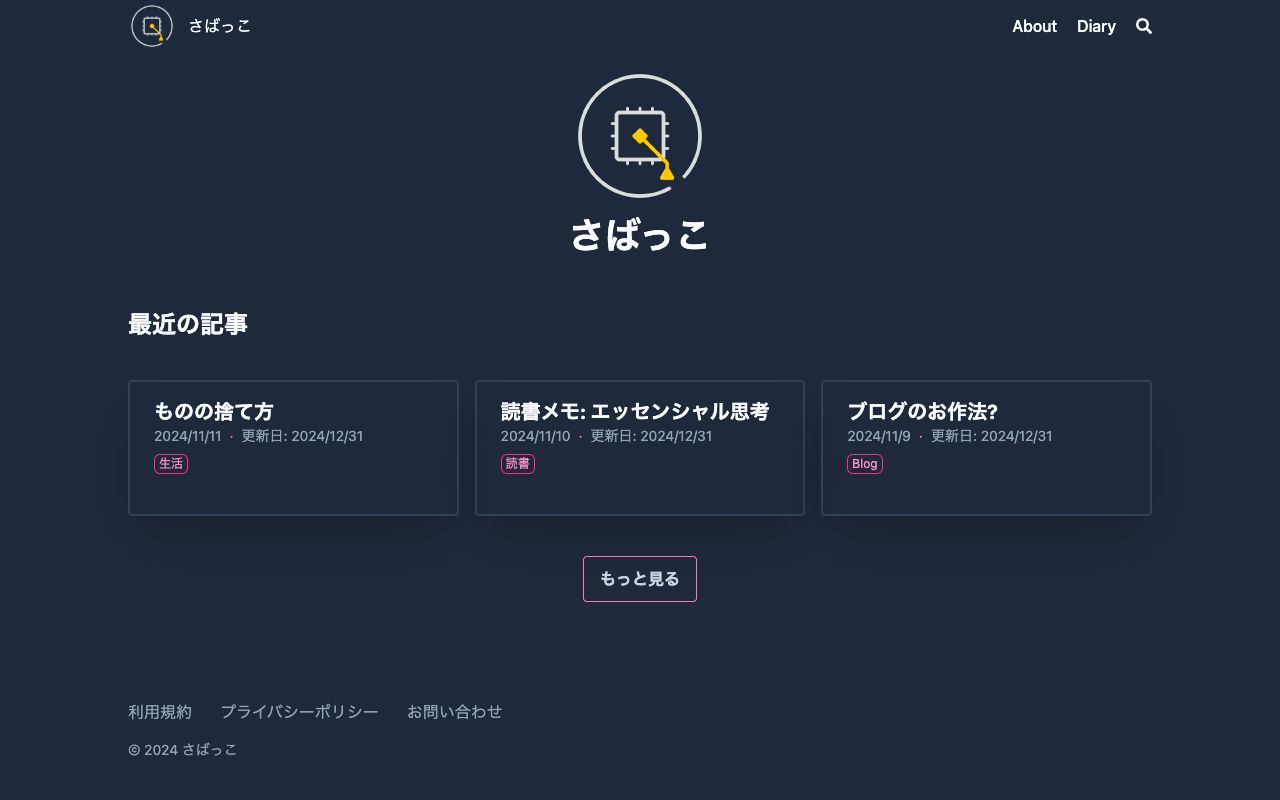 さばっこ
About Diary
さばっこ
最近の記事
ものの捨て方
2024/11/11 · 更新日: 2024/12/31
生活
読書メモ: エッセンシャル思考
2024/11/10 · 更新日: 2024/12/31
読書
ブログのお作法?
2024/11/9 · 更新日: 2024/12/31
Blog
もっと見る
利用規約 プライバシーポリシー お問い合わせ
© 2024 さばっこ